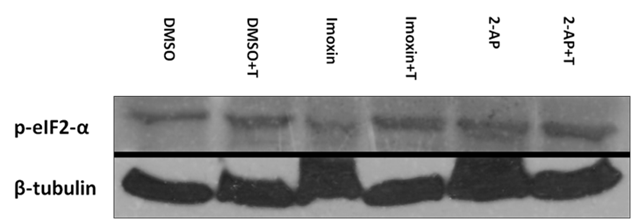 DMSO
DMSO+T
Imoxin
Imoxin+T
2-AP
2-AP+T
p-eIF2-α
β-tubulin